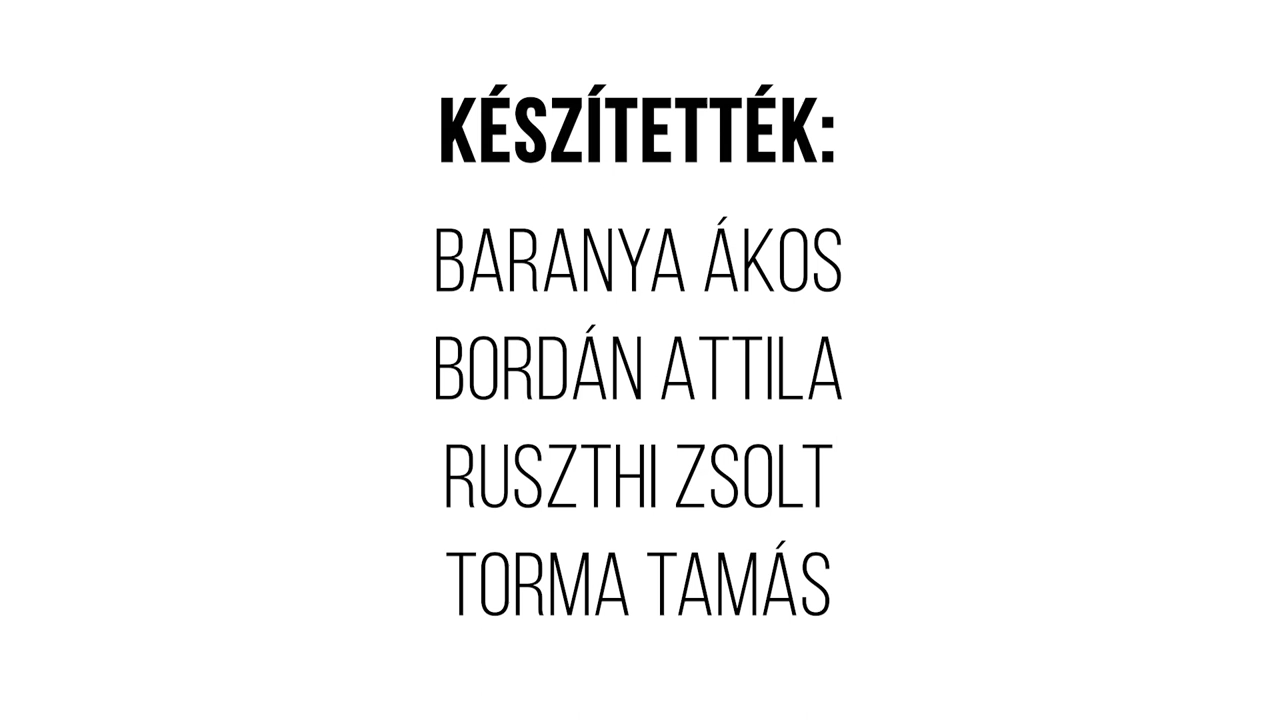 KÉSZÍTETTÉK:
BARANYA ÁKOS
BORDÁN ATTILA
RUSZTHI ZSOLT
TORMA TAMÁS